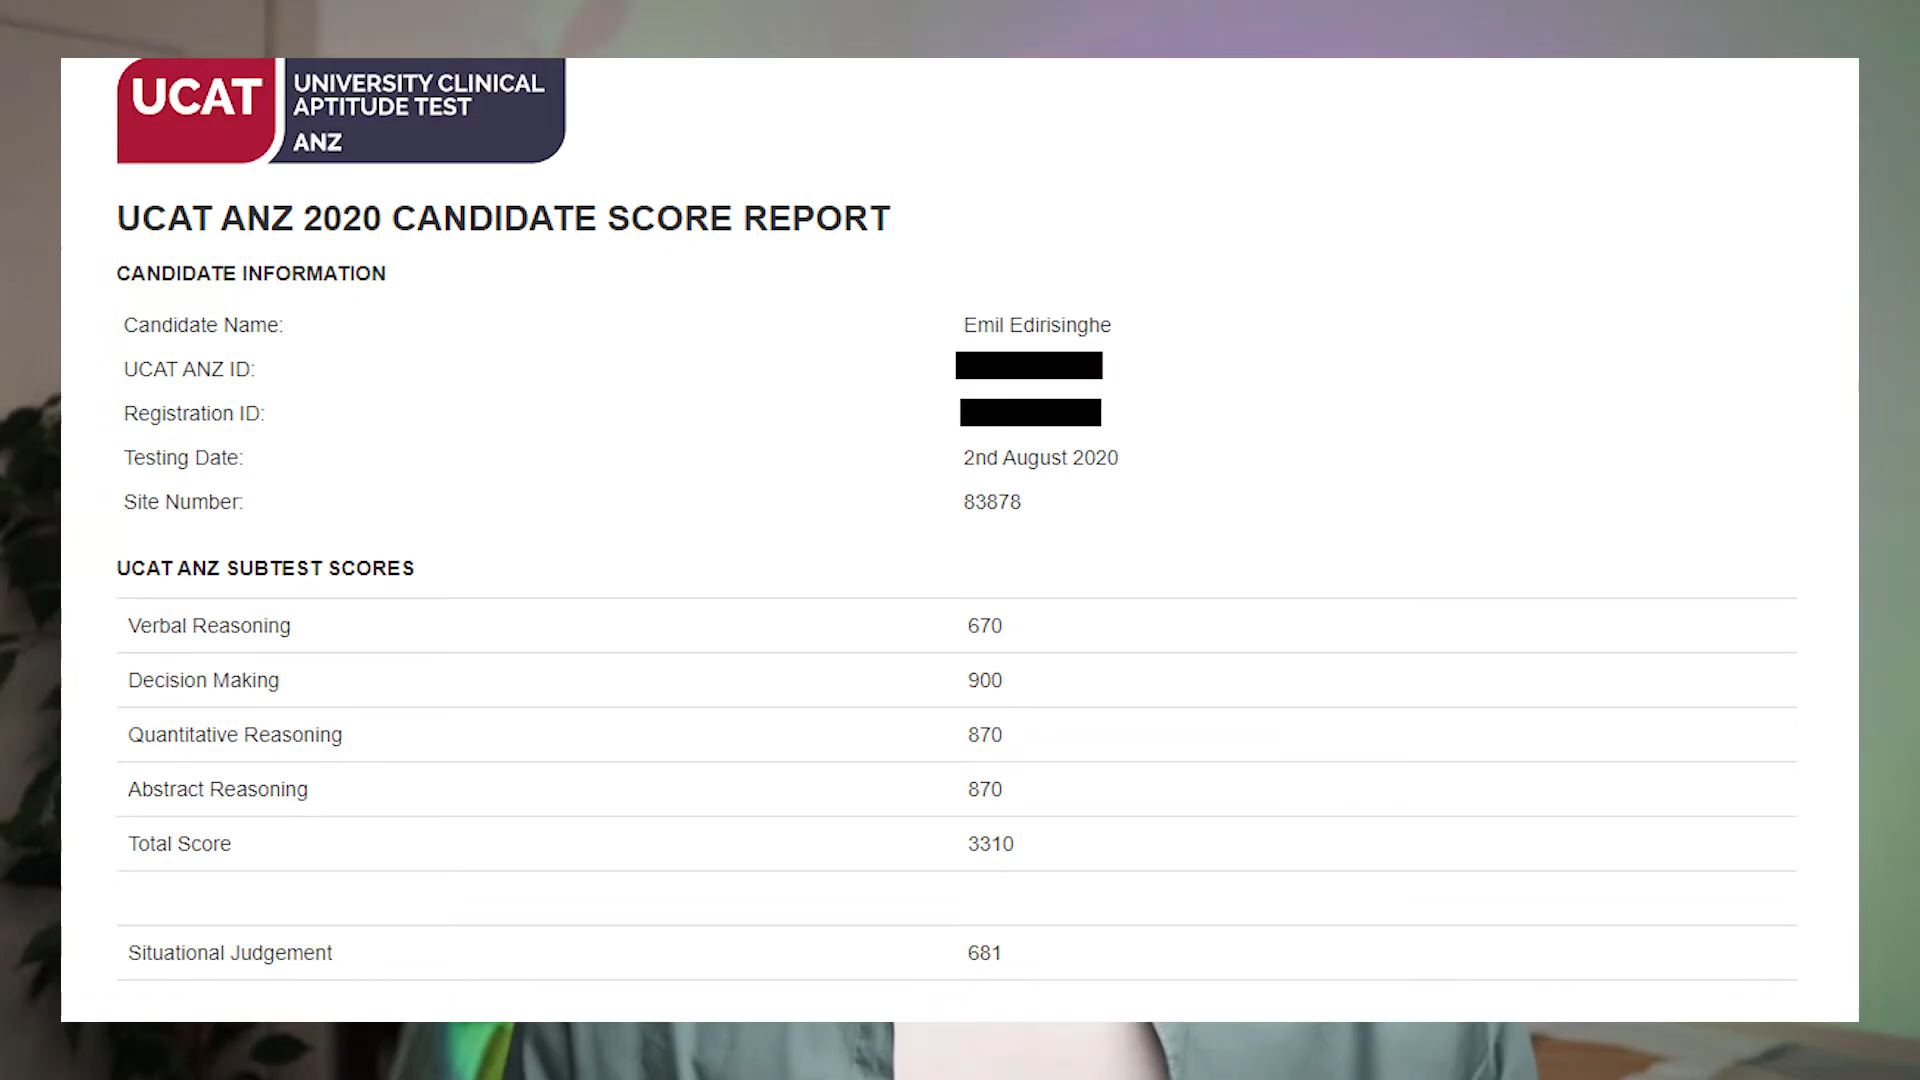 UCAT
UNIVERSITY CLINICAL
APTITUDE TEST
ANZ
UCAT ANZ 2020 CANDIDATE SCORE REPORT
CANDIDATE INFORMATION
Candidate Name: Emil Edirisinghe
UCAT ANZ ID:
Registration ID:
Testing Date: 2nd August 2020
Site Number: 83878
UCAT ANZ SUBTEST SCORES
Verbal Reasoning 670
Decision Making 900
Quantitative Reasoning 870
Abstract Reasoning 870
Total Score 3310
Situational Judgement 681